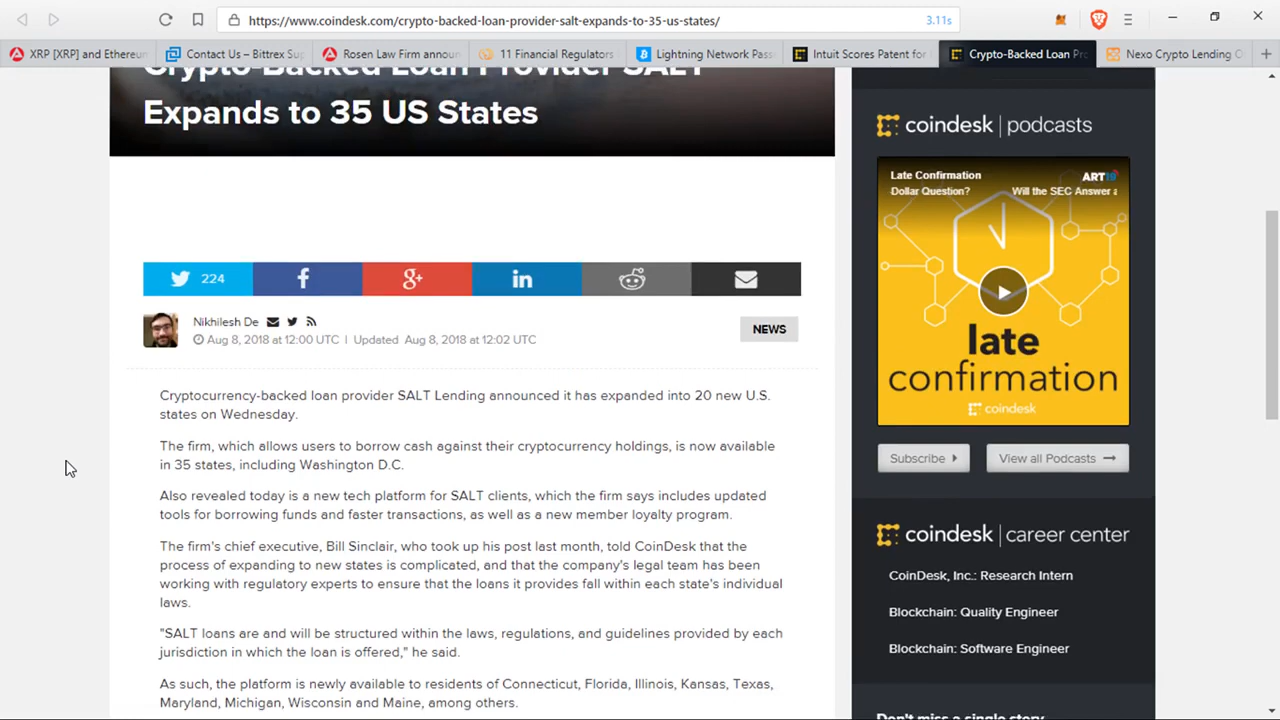 https://www.coindesk.com/crypto-backed-loan-provider-salt-expands-to-35-us-states/
3.11s
XRP [XRP] and Ethereu
Contact Us – Bittrex Su
Rosen Law Firm annou
11 Financial Regulators
Lightning Network Pas
Intuit Scores Patent for
Crypto-Backed Loan Pr
Nexo Crypto Lending O
Crypto-Backed Loan Provider SALT
Expands to 35 US States
224
Nikhilesh De
Aug 8, 2018 at 12:00 UTC | Updated Aug 8, 2018 at 12:02 UTC
NEWS
Cryptocurrency-backed loan provider SALT Lending announced it has expanded into 20 new U.S.
states on Wednesday.
The firm, which allows users to borrow cash against their cryptocurrency holdings, is now available
in 35 states, including Washington D.C.
Also revealed today is a new tech platform for SALT clients, which the firm says includes updated
tools for borrowing funds and faster transactions, as well as a new member loyalty program.
The firm's chief executive, Bill Sinclair, who took up his post last month, told CoinDesk that the
process of expanding to new states is complicated, and that the company's legal team has been
working with regulatory experts to ensure that the loans it provides fall within each state's individual
laws.
"SALT loans are and will be structured within the laws, regulations, and guidelines provided by each
jurisdiction in which the loan is offered," he said.
As such, the platform is newly available to residents of Connecticut, Florida, Illinois, Kansas, Texas,
Maryland, Michigan, Wisconsin and Maine, among others.
coindesk | podcasts
Late Confirmation
ART19
Dollar Question? Will the SEC Answer a
late
confirmation
coindesk
Subscribe
View all Podcasts
coindesk | career center
CoinDesk, Inc.: Research Intern
Blockchain: Quality Engineer
Blockchain: Software Engineer
Don't miss a single story